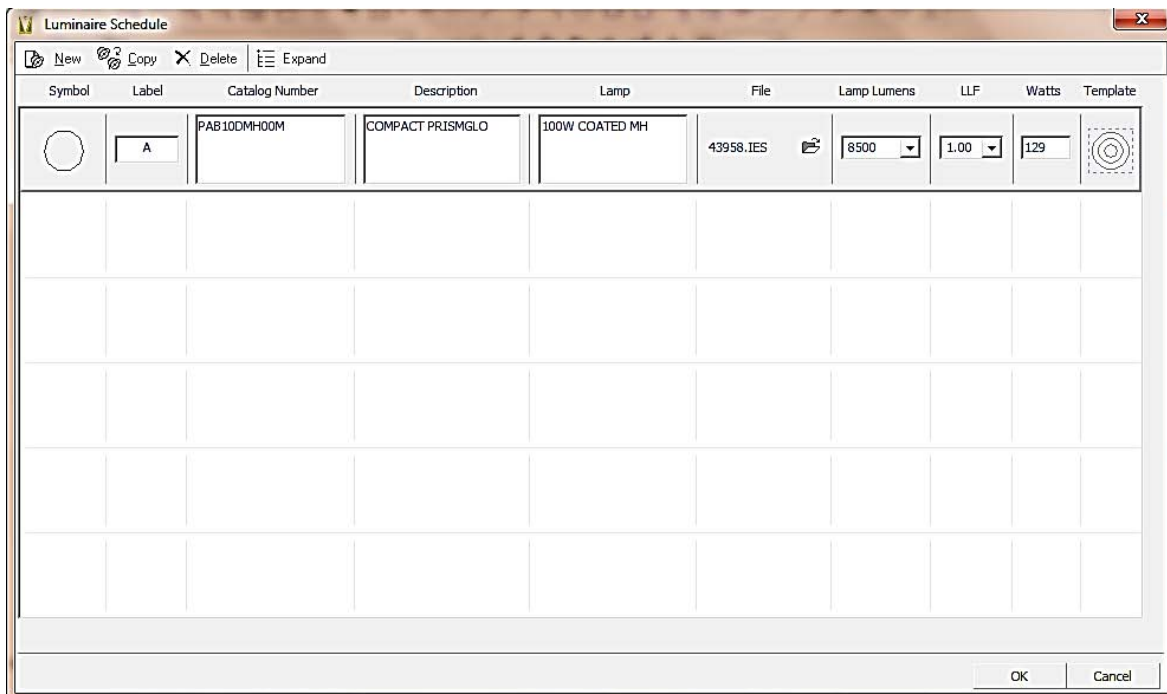 Luminaire Schedule
X
New Copy Delete Expand
Symbol Label Catalog Number Description Lamp File Lamp Lumens LLF Watts Template
A PAB10DMH00M COMPACT PRISMGLO 100W COATED MH 43958.IES 8500 1.00 129
OK Cancel